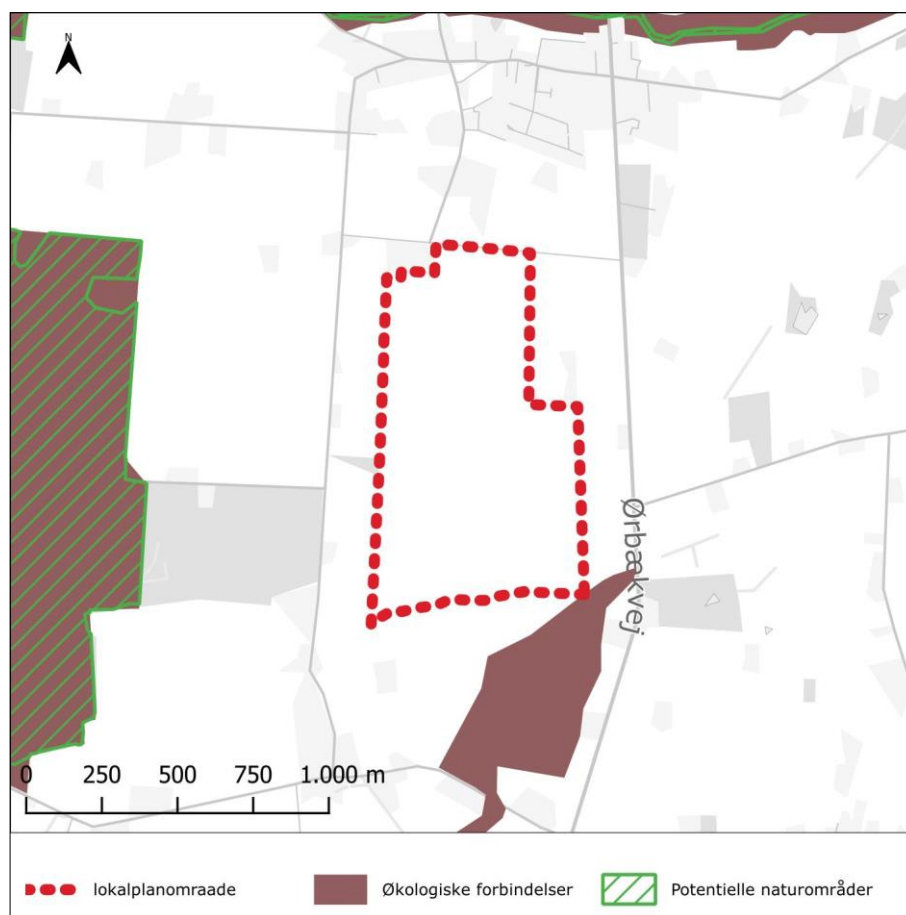 N
Ørbækvej
0 250 500 750 1.000 m
lokalplanomraade
Økologiske forbindelser
Potentielle naturområder